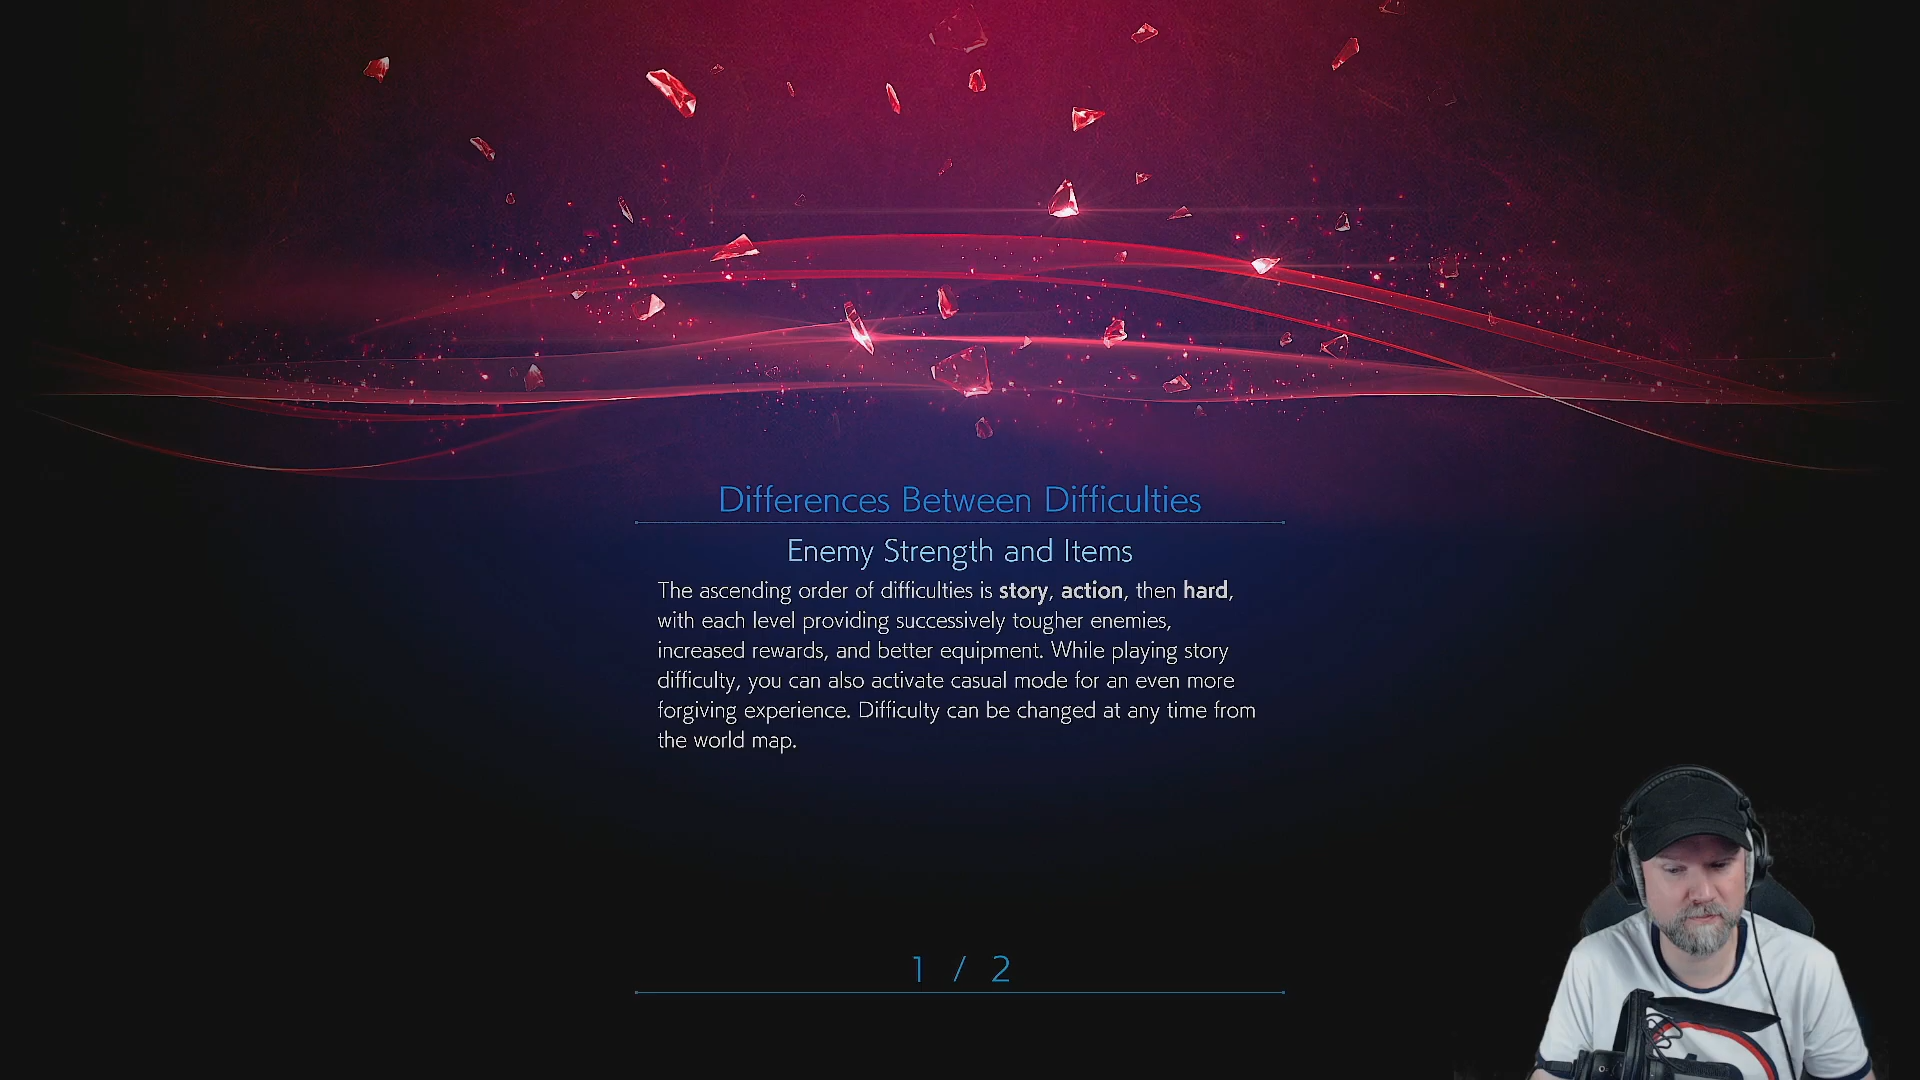 Differences Between Difficulties
Enemy Strength and Items
The ascending order of difficulties is story, action, then hard,
with each level providing successively tougher enemies,
increased rewards, and better equipment. While playing story
difficulty, you can also activate casual mode for an even more
forgiving experience. Difficulty can be changed at any time from
the world map.
1 / 2